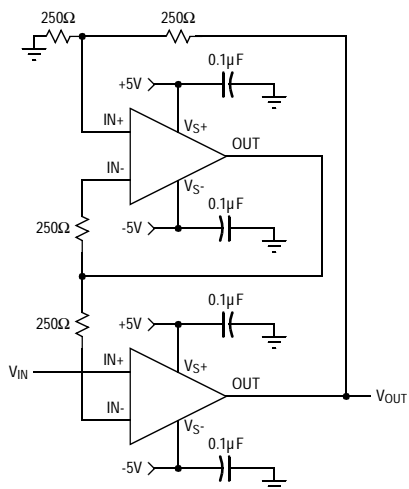 250Ω
250Ω
0.1µF
+5V
IN+
VS+
OUT
IN-
VS-
0.1µF
-5V
250Ω
250Ω
0.1µF
+5V
VIN
IN+
VS+
OUT
VOUT
IN-
VS-
0.1µF
-5V